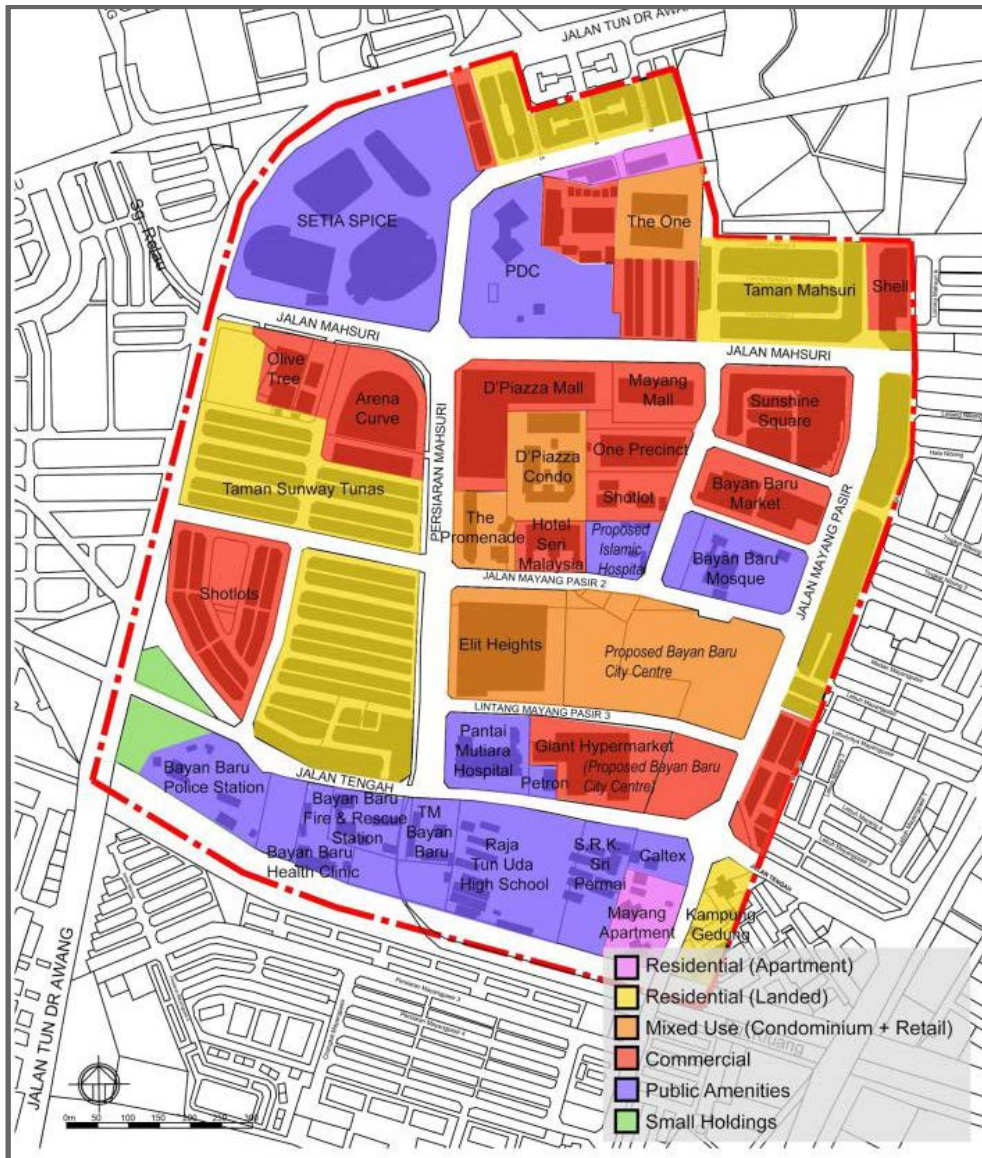 JALAN TUN DR AWANG
Sg. Relau
SETIA SPICE
PDC
The One
Taman Mahsuri
Shell
JALAN MAHSURI
JALAN MAHSURI
Olive
Tree
Arena
Curve
PERSIARAN MAHSURI
D'Piazza Mall
Mayang
Mall
Sunshine
Square
D'Piazza
Condo
One Precinct
Shotlot
Bayan Baru
Market
Taman Sunway Tunas
The
Promenade
Hotel
Seri
Malaysia
Proposed
Islamic
Hospital
Bayan Baru
Mosque
JALAN MAYANG PASIR
JALAN MAYANG PASIR 2
Shotlots
Elit Heights
Proposed Bayan Baru
City Centre
LINTANG MAYANG PASIR 3
Pantai
Mutiara
Hospital
Giant Hypermarket
(Proposed Bayan Baru
City Centre)
Petron
JALAN TENGAH
Bayan Baru
Police Station
Bayan Baru
Fire & Rescue
Station
Bayan Baru
Health Clinic
TM
Bayan
Baru
Raja
Tun Uda
High School
S.R.K.
Sri
Permai
Caltex
Mayang
Apartment
Kampung
Gedung
JALAN TENGAH
JALAN TUN DR AWANG
Persiaran Mayangpasir 3
Persiaran Mayangpasir 4
Residential (Apartment)
Residential (Landed)
Mixed Use (Condominium + Retail)
Commercial
Public Amenities
Small Holdings
0m 50 100 150 200 300